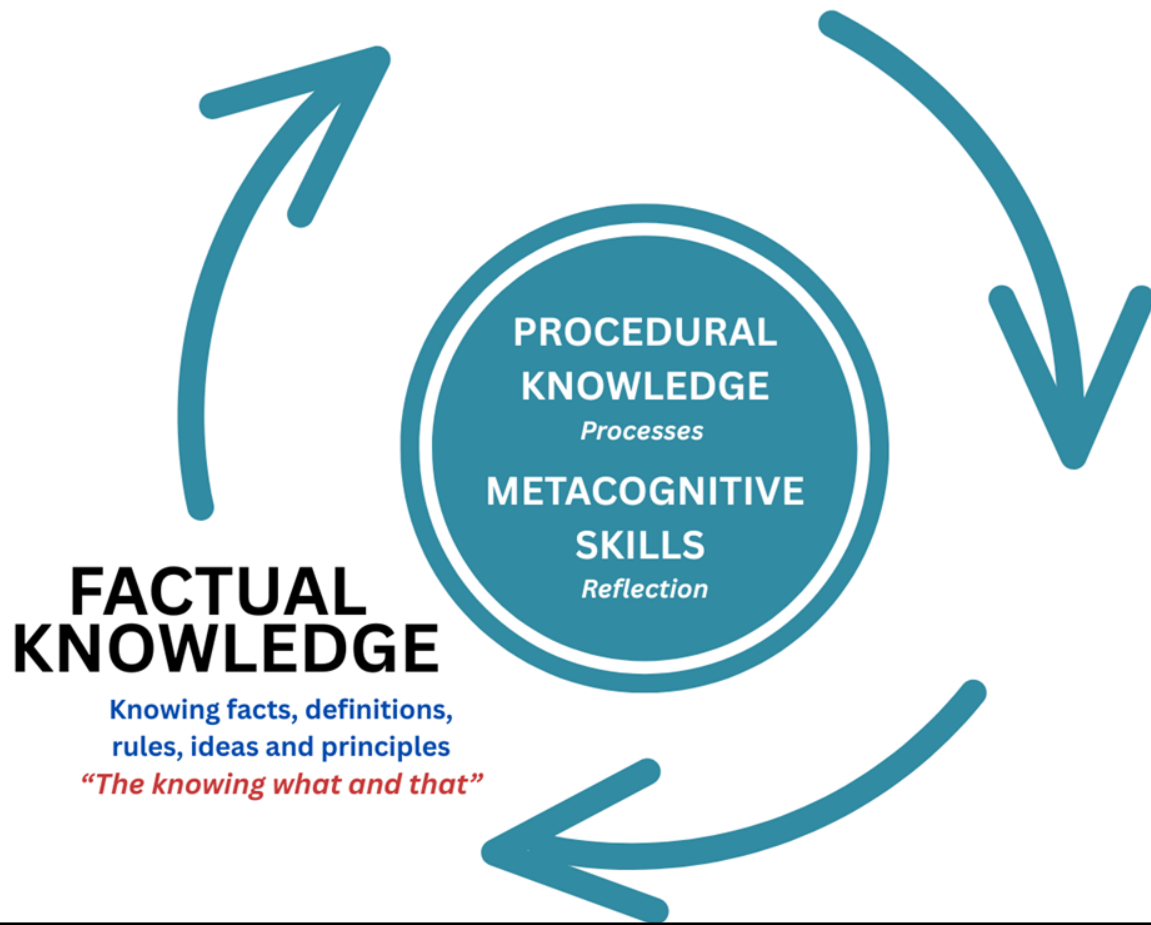 PROCEDURAL
KNOWLEDGE
Processes
METACOGNITIVE
SKILLS
Reflection
FACTUAL
KNOWLEDGE
Knowing facts, definitions,
rules, ideas and principles
“The knowing what and that”